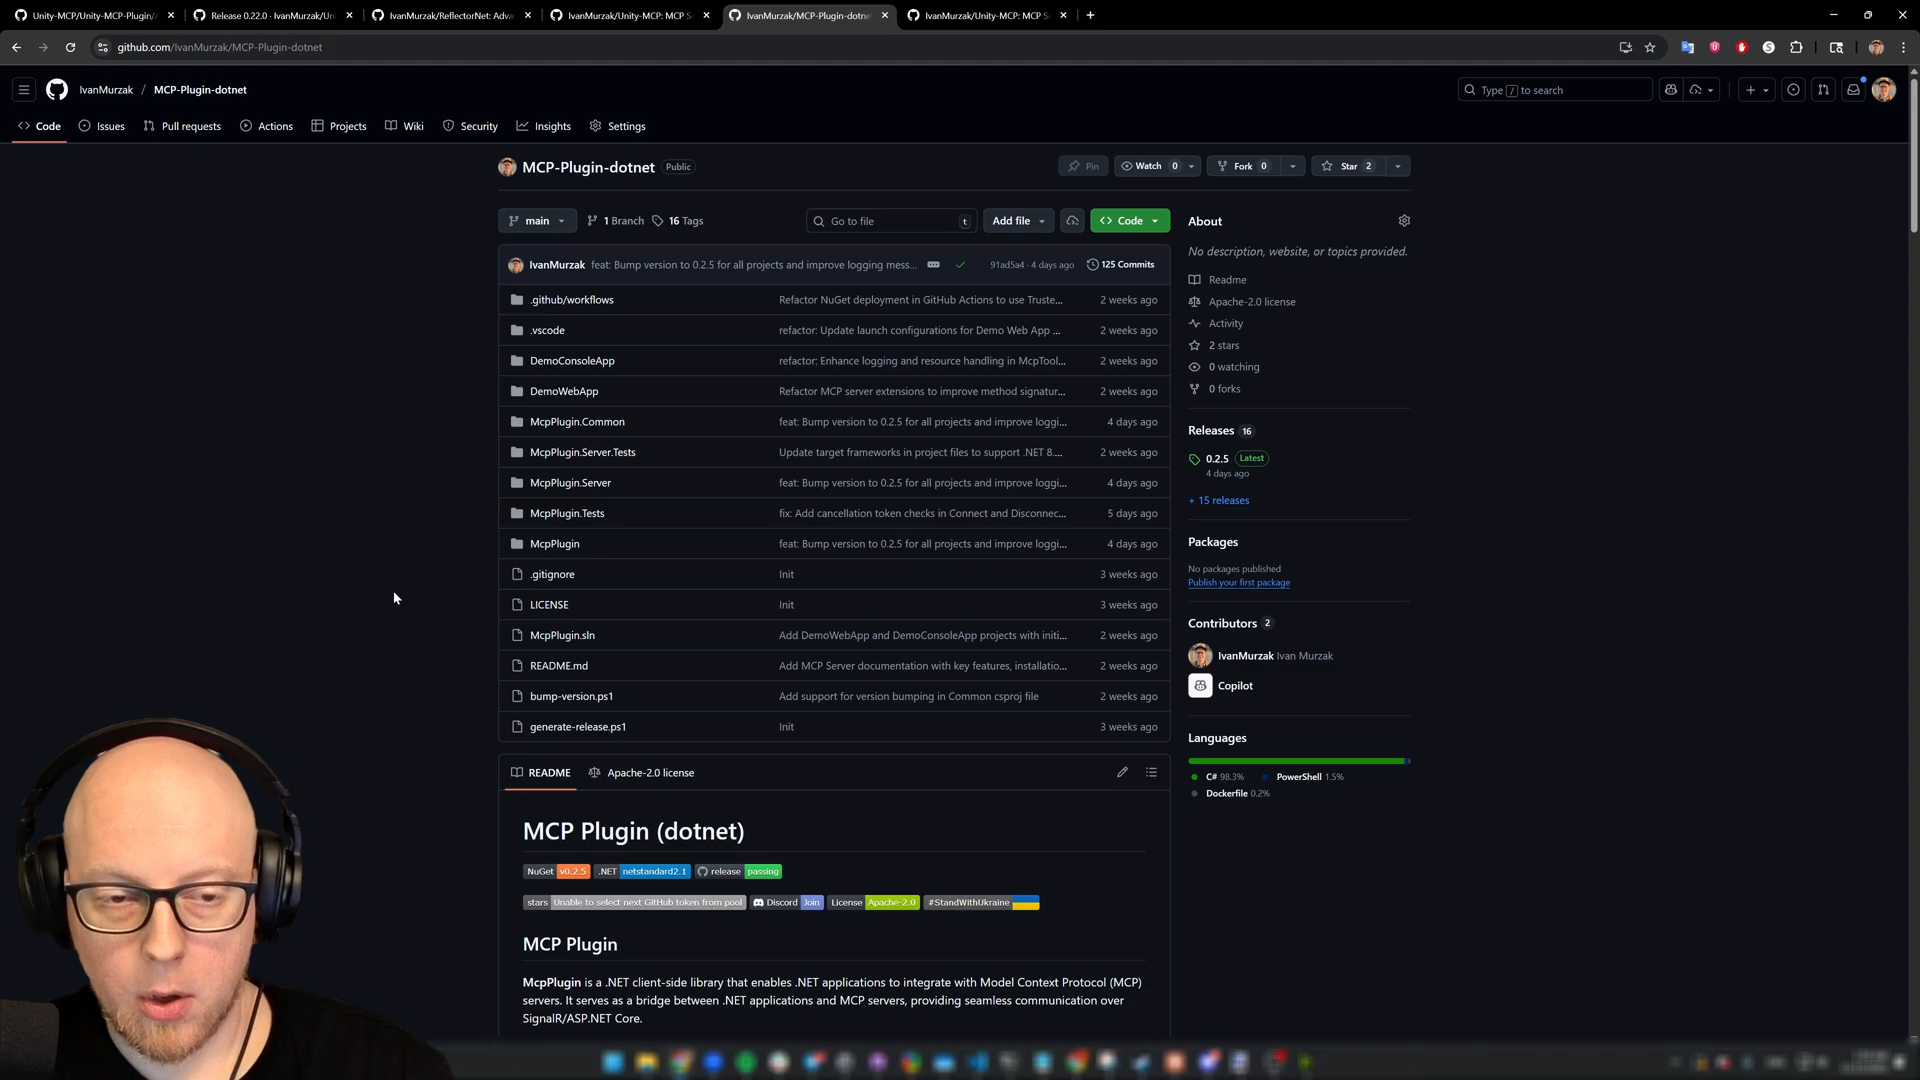 Unity-MCP/Unity-MCP-Plugin/
Release 0.22.0 · IvanMurzak/Uni
IvanMurzak/ReflectorNet: Adva
IvanMurzak/Unity-MCP: MCP S
IvanMurzak/MCP-Plugin-dotnet
IvanMurzak/Unity-MCP: MCP S
github.com/IvanMurzak/MCP-Plugin-dotnet
IvanMurzak / MCP-Plugin-dotnet
Type / to search
Code
Issues
Pull requests
Actions
Projects
Wiki
Security
Insights
Settings
MCP-Plugin-dotnet
Public
Pin
Watch 0
Fork 0
Star 2
main
1 Branch
16 Tags
Go to file
t
Add file
Code
IvanMurzak feat: Bump version to 0.2.5 for all projects and improve logging mess...
91ad5a4 · 4 days ago
125 Commits
.github/workflows Refactor NuGet deployment in GitHub Actions to use Truste... 2 weeks ago
.vscode refactor: Update launch configurations for Demo Web App ... 2 weeks ago
DemoConsoleApp refactor: Enhance logging and resource handling in McpTool... 2 weeks ago
DemoWebApp Refactor MCP server extensions to improve method signatur... 2 weeks ago
McpPlugin.Common feat: Bump version to 0.2.5 for all projects and improve loggi... 4 days ago
McpPlugin.Server.Tests Update target frameworks in project files to support .NET 8.... 2 weeks ago
McpPlugin.Server feat: Bump version to 0.2.5 for all projects and improve loggi... 4 days ago
McpPlugin.Tests fix: Add cancellation token checks in Connect and Disconnec... 5 days ago
McpPlugin feat: Bump version to 0.2.5 for all projects and improve loggi... 4 days ago
.gitignore Init 3 weeks ago
LICENSE Init 3 weeks ago
McpPlugin.sln Add DemoWebApp and DemoConsoleApp projects with initi... 2 weeks ago
README.md Add MCP Server documentation with key features, installatio... 2 weeks ago
bump-version.ps1 Add support for version bumping in Common csproj file 2 weeks ago
generate-release.ps1 Init 3 weeks ago
README
Apache-2.0 license
MCP Plugin (dotnet)
NuGet v0.2.5 .NET netstandard2.1 release passing
stars Unable to select next GitHub token from pool Discord Join License Apache-2.0 #StandWithUkraine
MCP Plugin
McpPlugin is a .NET client-side library that enables .NET applications to integrate with Model Context Protocol (MCP)
servers. It serves as a bridge between .NET applications and MCP servers, providing seamless communication over
SignalR/ASP.NET Core.
About
No description, website, or topics provided.
Readme
Apache-2.0 license
Activity
2 stars
0 watching
0 forks
Releases 16
0.2.5 Latest
4 days ago
+ 15 releases
Packages
No packages published
Publish your first package
Contributors 2
IvanMurzak Ivan Murzak
Copilot
Languages
C# 98.3%
PowerShell 1.5%
Dockerfile 0.2%